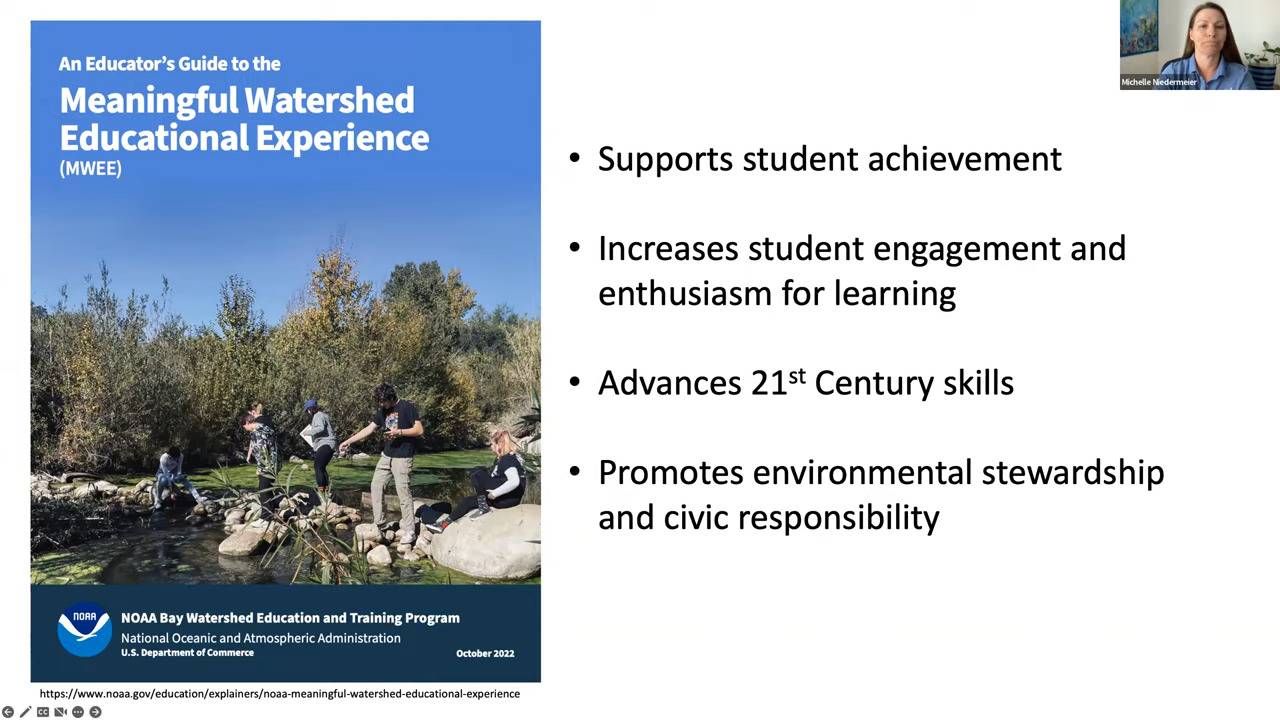 An Educator's Guide to the
Meaningful Watershed
Educational Experience
(MWEE)
NOAA
NOAA Bay Watershed Education and Training Program
National Oceanic and Atmospheric Administration
U.S. Department of Commerce
October 2022
https://www.noaa.gov/education/explainers/noaa-meaningful-watershed-educational-experience
• Supports student achievement
• Increases student engagement and
enthusiasm for learning
• Advances 21st Century skills
• Promotes environmental stewardship
and civic responsibility
Michelle Niedermeier
CC